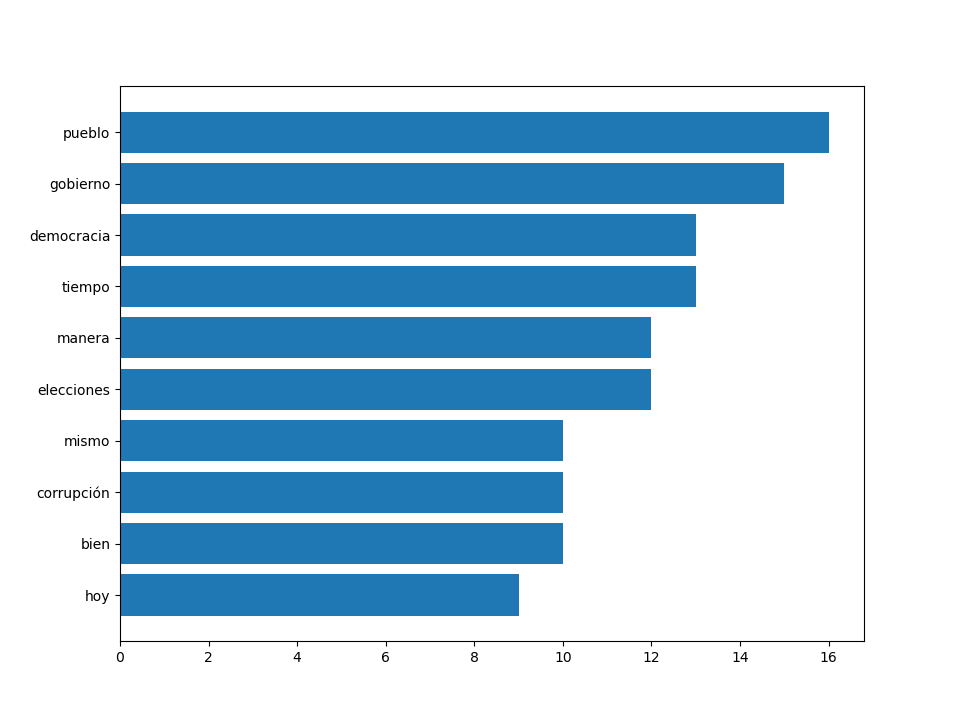 pueblo
gobierno
democracia
tiempo
manera
elecciones
mismo
corrupción
bien
hoy
0 2 4 6 8 10 12 14 16